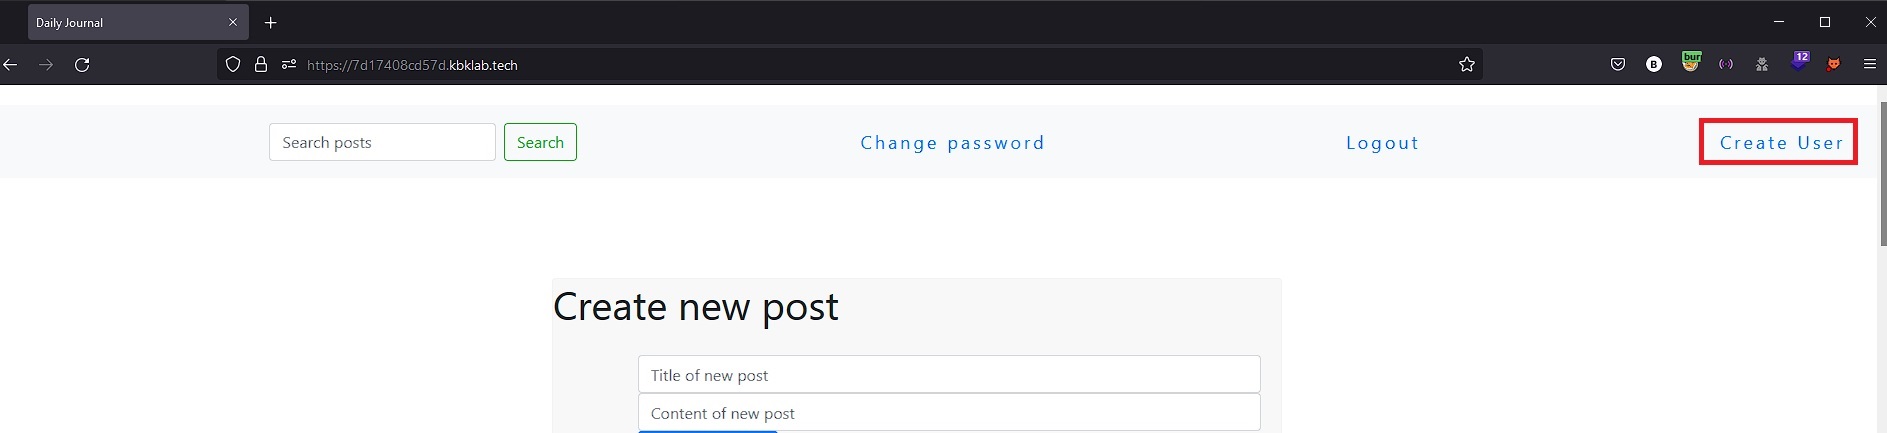 Daily Journal
https://7d17408cd57d.kbklab.tech
B
bur
12
Search posts
Search
Change password
Logout
Create User
Create new post
Title of new post
Content of new post